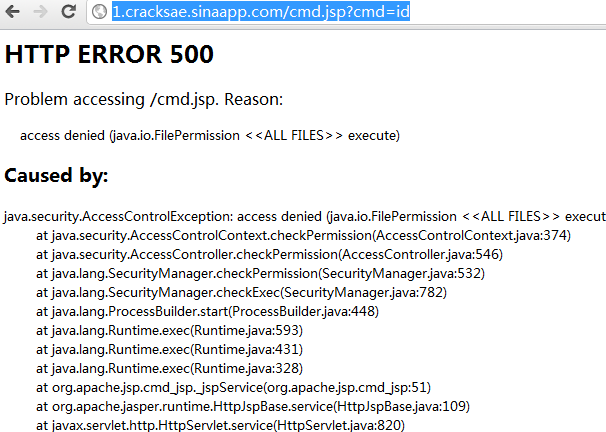 1.cracksae.sinaapp.com/cmd.jsp?cmd=id
HTTP ERROR 500
Problem accessing /cmd.jsp. Reason:
access denied (java.io.FilePermission <<ALL FILES>> execute)
Caused by:
java.security.AccessControlException: access denied (java.io.FilePermission <<ALL FILES>> execut
at java.security.AccessControlContext.checkPermission(AccessControlContext.java:374)
at java.security.AccessController.checkPermission(AccessController.java:546)
at java.lang.SecurityManager.checkPermission(SecurityManager.java:532)
at java.lang.SecurityManager.checkExec(SecurityManager.java:782)
at java.lang.ProcessBuilder.start(ProcessBuilder.java:448)
at java.lang.Runtime.exec(Runtime.java:593)
at java.lang.Runtime.exec(Runtime.java:431)
at java.lang.Runtime.exec(Runtime.java:328)
at org.apache.jsp.cmd_jsp._jspService(org.apache.jsp.cmd_jsp:51)
at org.apache.jasper.runtime.HttpJspBase.service(HttpJspBase.java:109)
at javax.servlet.http.HttpServlet.service(HttpServlet.java:820)